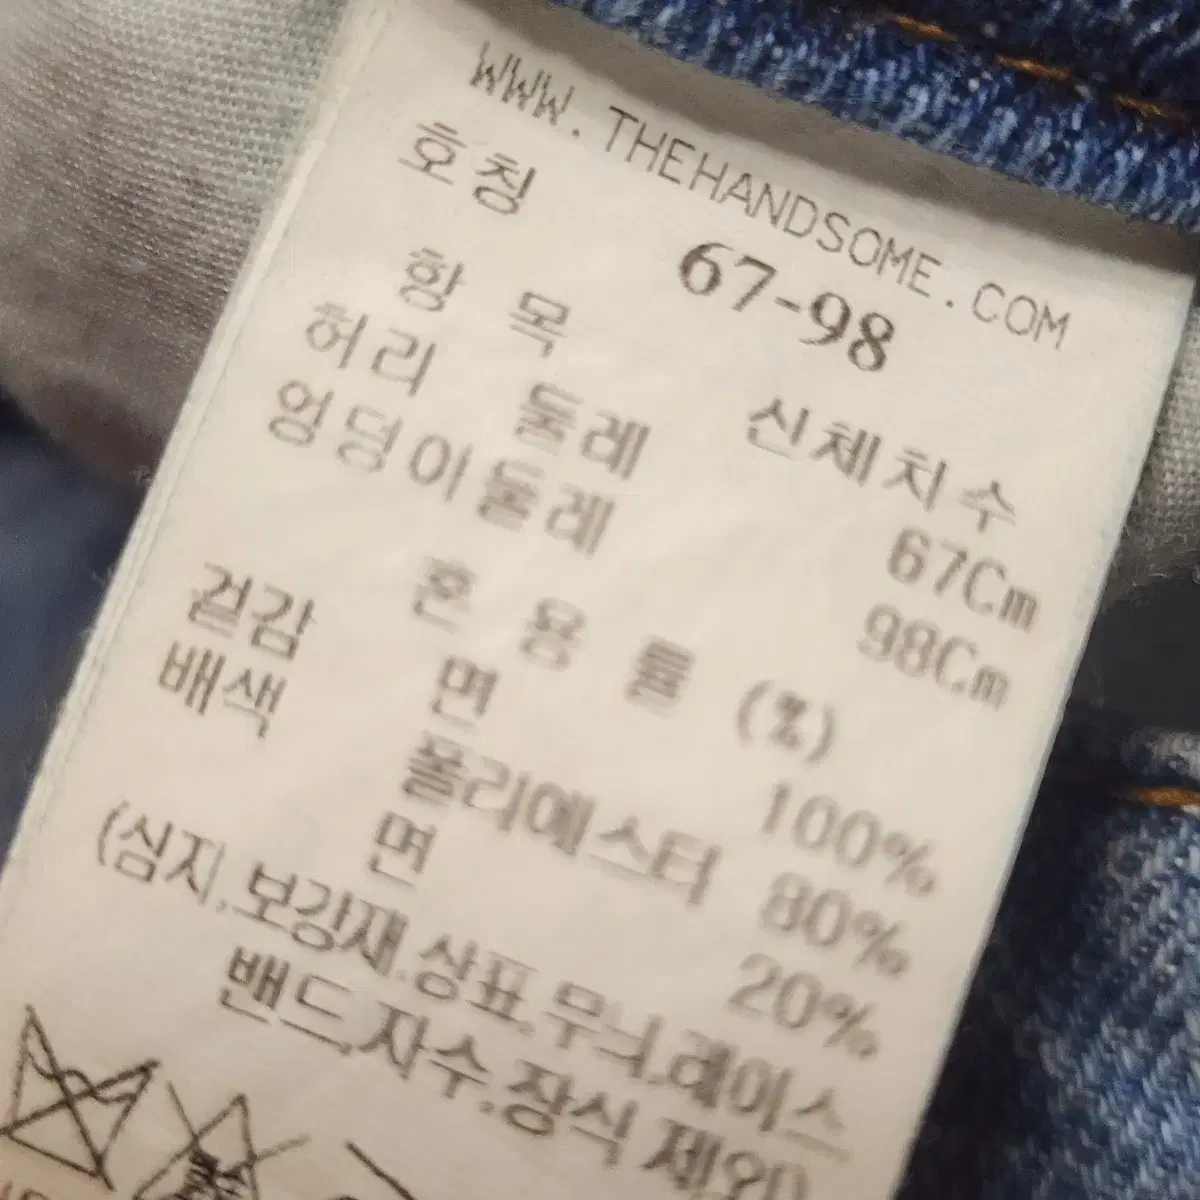 WWW.THEHANDSOME.COM
호칭 67-98
항 목 신체치수
허리 둘레 67Cm
엉덩이둘레 98Cm
혼 용 률 (%)
겉감 면 100%
배색 폴리에스터 80%
면 20%
(심지.보강재.상표.무늬.레이스
밴드.자수.장식 제외)